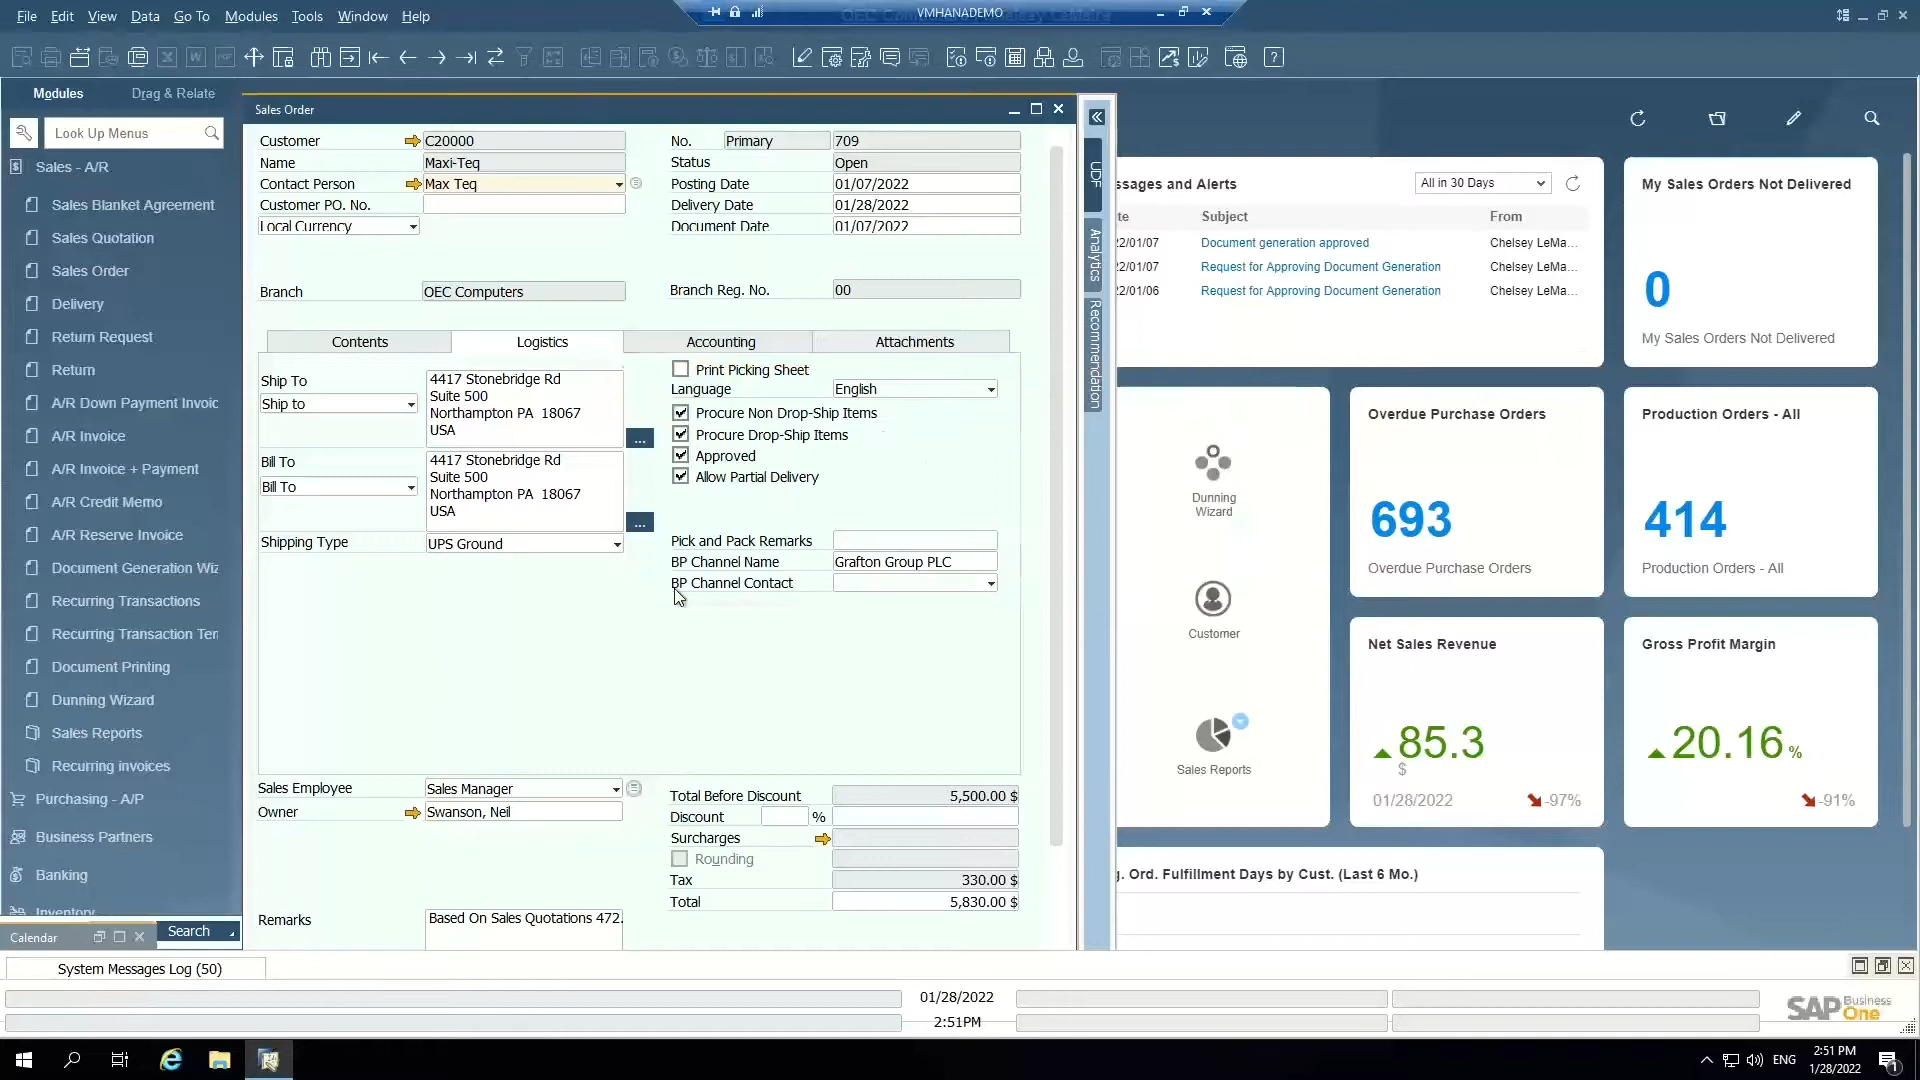 File Edit View Data Go To Modules Tools Window Help
VMHANADEMO
Modules
Drag & Relate
Look Up Menus
Sales - A/R
Sales Blanket Agreement
Sales Quotation
Sales Order
Delivery
Return Request
Return
A/R Down Payment Invoic
A/R Invoice
A/R Invoice + Payment
A/R Credit Memo
A/R Reserve Invoice
Document Generation Wiz
Recurring Transactions
Recurring Transaction Ten
Document Printing
Dunning Wizard
Sales Reports
Recurring invoices
Purchasing - A/P
Business Partners
Banking
Inventory
Calendar
Search
Sales Order
Customer C20000
Name Maxi-Teq
Contact Person Max Teq
Customer PO. No.
Local Currency
Branch OEC Computers
No. Primary 709
Status Open
Posting Date 01/07/2022
Delivery Date 01/28/2022
Document Date 01/07/2022
Branch Reg. No. 00
Contents Logistics Accounting Attachments
Ship To
Ship to
4417 Stonebridge Rd
Suite 500
Northampton PA 18067
USA
...
Bill To
Bill To
4417 Stonebridge Rd
Suite 500
Northampton PA 18067
USA
...
Shipping Type UPS Ground
Print Picking Sheet
Language English
Procure Non Drop-Ship Items
Procure Drop-Ship Items
Approved
Allow Partial Delivery
Pick and Pack Remarks
BP Channel Name Grafton Group PLC
BP Channel Contact
Sales Employee Sales Manager
Owner Swanson, Neil
Remarks Based On Sales Quotations 472.
Total Before Discount 5,500.00 $
Discount %
Surcharges
Rounding
Tax 330.00 $
Total 5,830.00 $
UDF
Analytics
Recommendation
ssages and Alerts
All in 30 Days
te Subject From
22/01/07 Document generation approved Chelsey LeMa...
22/01/07 Request for Approving Document Generation Chelsey LeMa...
22/01/06 Request for Approving Document Generation Chelsey LeMa...
My Sales Orders Not Delivered
0
My Sales Orders Not Delivered
Dunning
Wizard
Customer
Sales Reports
Overdue Purchase Orders
693
Overdue Purchase Orders
Production Orders - All
414
Production Orders - All
Net Sales Revenue
85.3
$
01/28/2022 -97%
Gross Profit Margin
20.16 %
-91%
g. Ord. Fulfillment Days by Cust. (Last 6 Mo.)
System Messages Log (50)
01/28/2022
2:51PM
SAP Business One
ENG
2:51 PM
1/28/2022
1